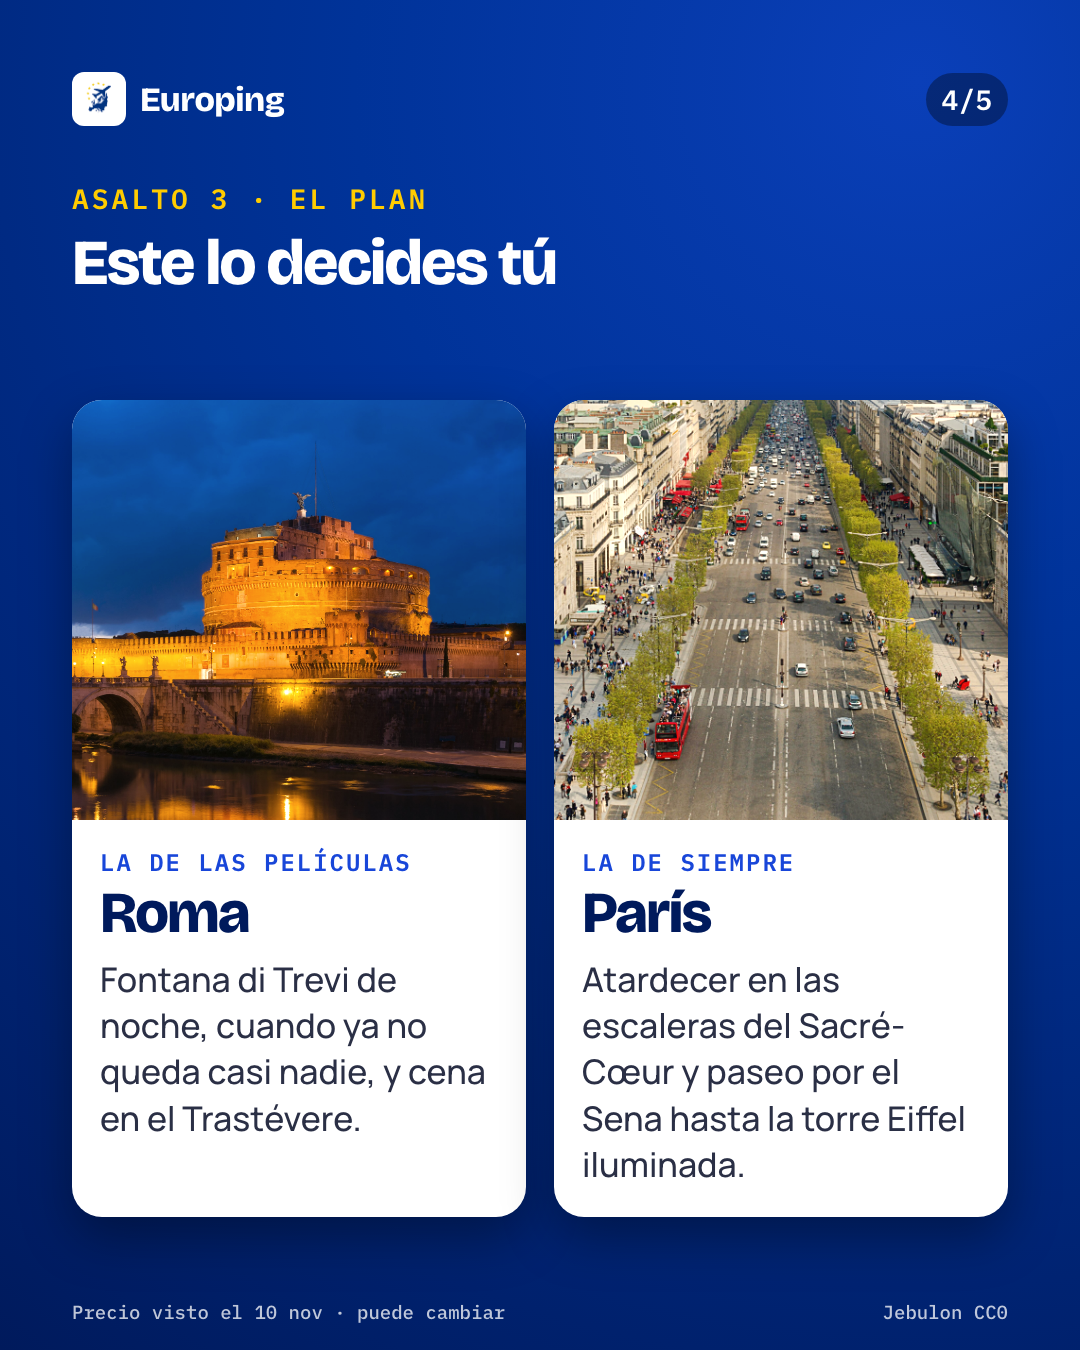 Europing
4/5
ASALTO 3 · EL PLAN
Este lo decides tú
LA DE LAS PELÍCULAS
Roma
Fontana di Trevi de
noche, cuando ya no
queda casi nadie, y cena
en el Trastévere.
LA DE SIEMPRE
París
Atardecer en las
escaleras del Sacré-
Cœur y paseo por el
Sena hasta la torre Eiffel
iluminada.
Precio visto el 10 nov · puede cambiar
Jebulon CC0